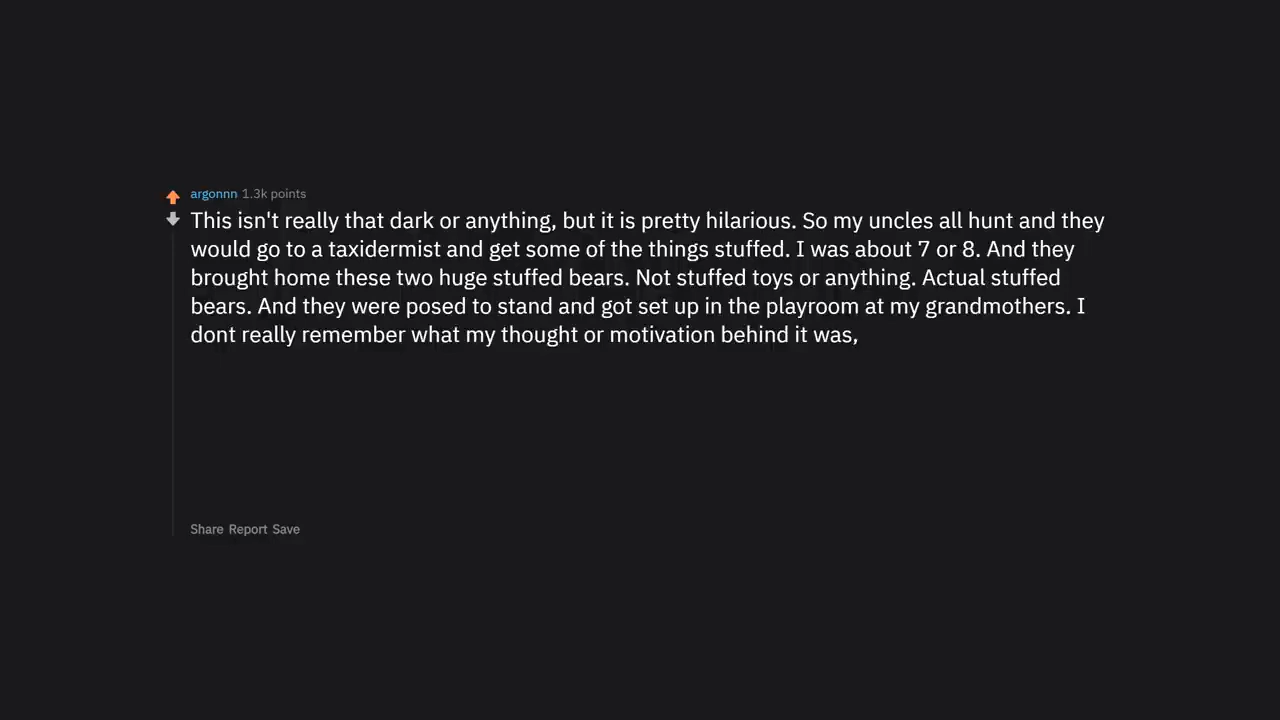 argonnn 1.3k points
This isn't really that dark or anything, but it is pretty hilarious. So my uncles all hunt and they
would go to a taxidermist and get some of the things stuffed. I was about 7 or 8. And they
brought home these two huge stuffed bears. Not stuffed toys or anything. Actual stuffed
bears. And they were posed to stand and got set up in the playroom at my grandmothers. I
dont really remember what my thought or motivation behind it was,
Share Report Save